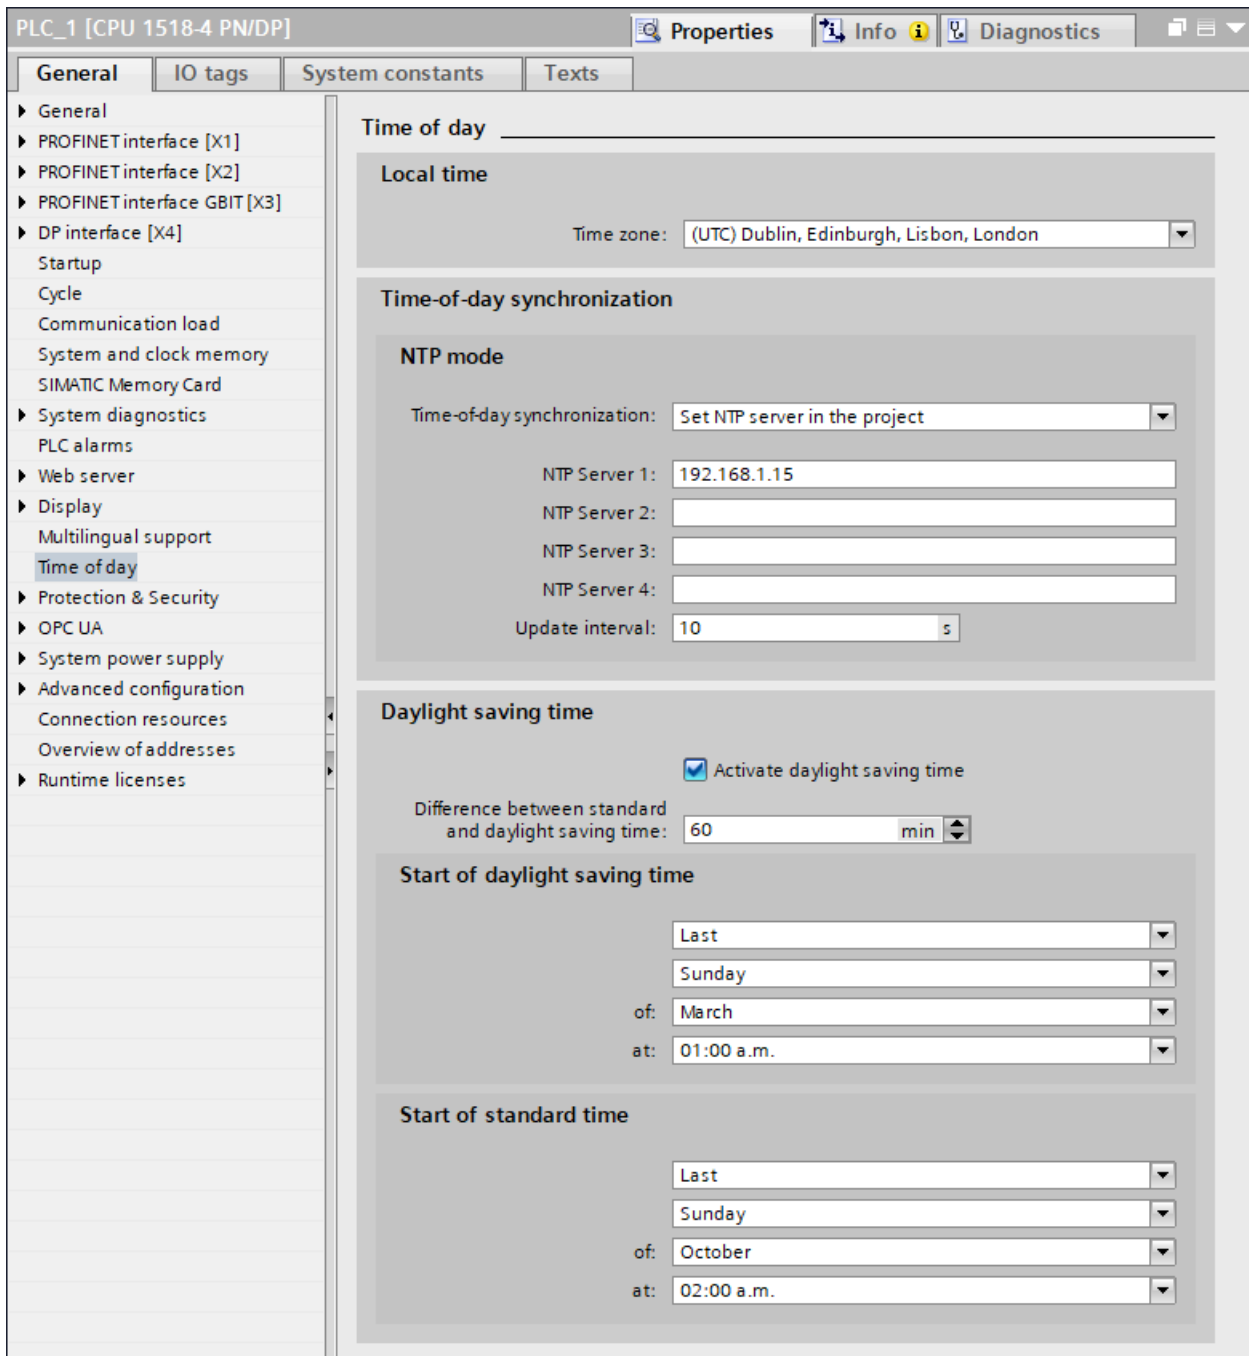 PLC_1 [CPU 1518-4 PN/DP]
Properties
Info
Diagnostics
General
IO tags
System constants
Texts
General
PROFINET interface [X1]
PROFINET interface [X2]
PROFINET interface GBIT [X3]
DP interface [X4]
Startup
Cycle
Communication load
System and clock memory
SIMATIC Memory Card
System diagnostics
PLC alarms
Web server
Display
Multilingual support
Time of day
Protection & Security
OPC UA
System power supply
Advanced configuration
Connection resources
Overview of addresses
Runtime licenses
Time of day
Local time
Time zone: (UTC) Dublin, Edinburgh, Lisbon, London
Time-of-day synchronization
NTP mode
Time-of-day synchronization: Set NTP server in the project
NTP Server 1: 192.168.1.15
NTP Server 2:
NTP Server 3:
NTP Server 4:
Update interval: 10 s
Daylight saving time
Activate daylight saving time
Difference between standard
and daylight saving time: 60 min
Start of daylight saving time
Last
Sunday
of: March
at: 01:00 a.m.
Start of standard time
Last
Sunday
of: October
at: 02:00 a.m.